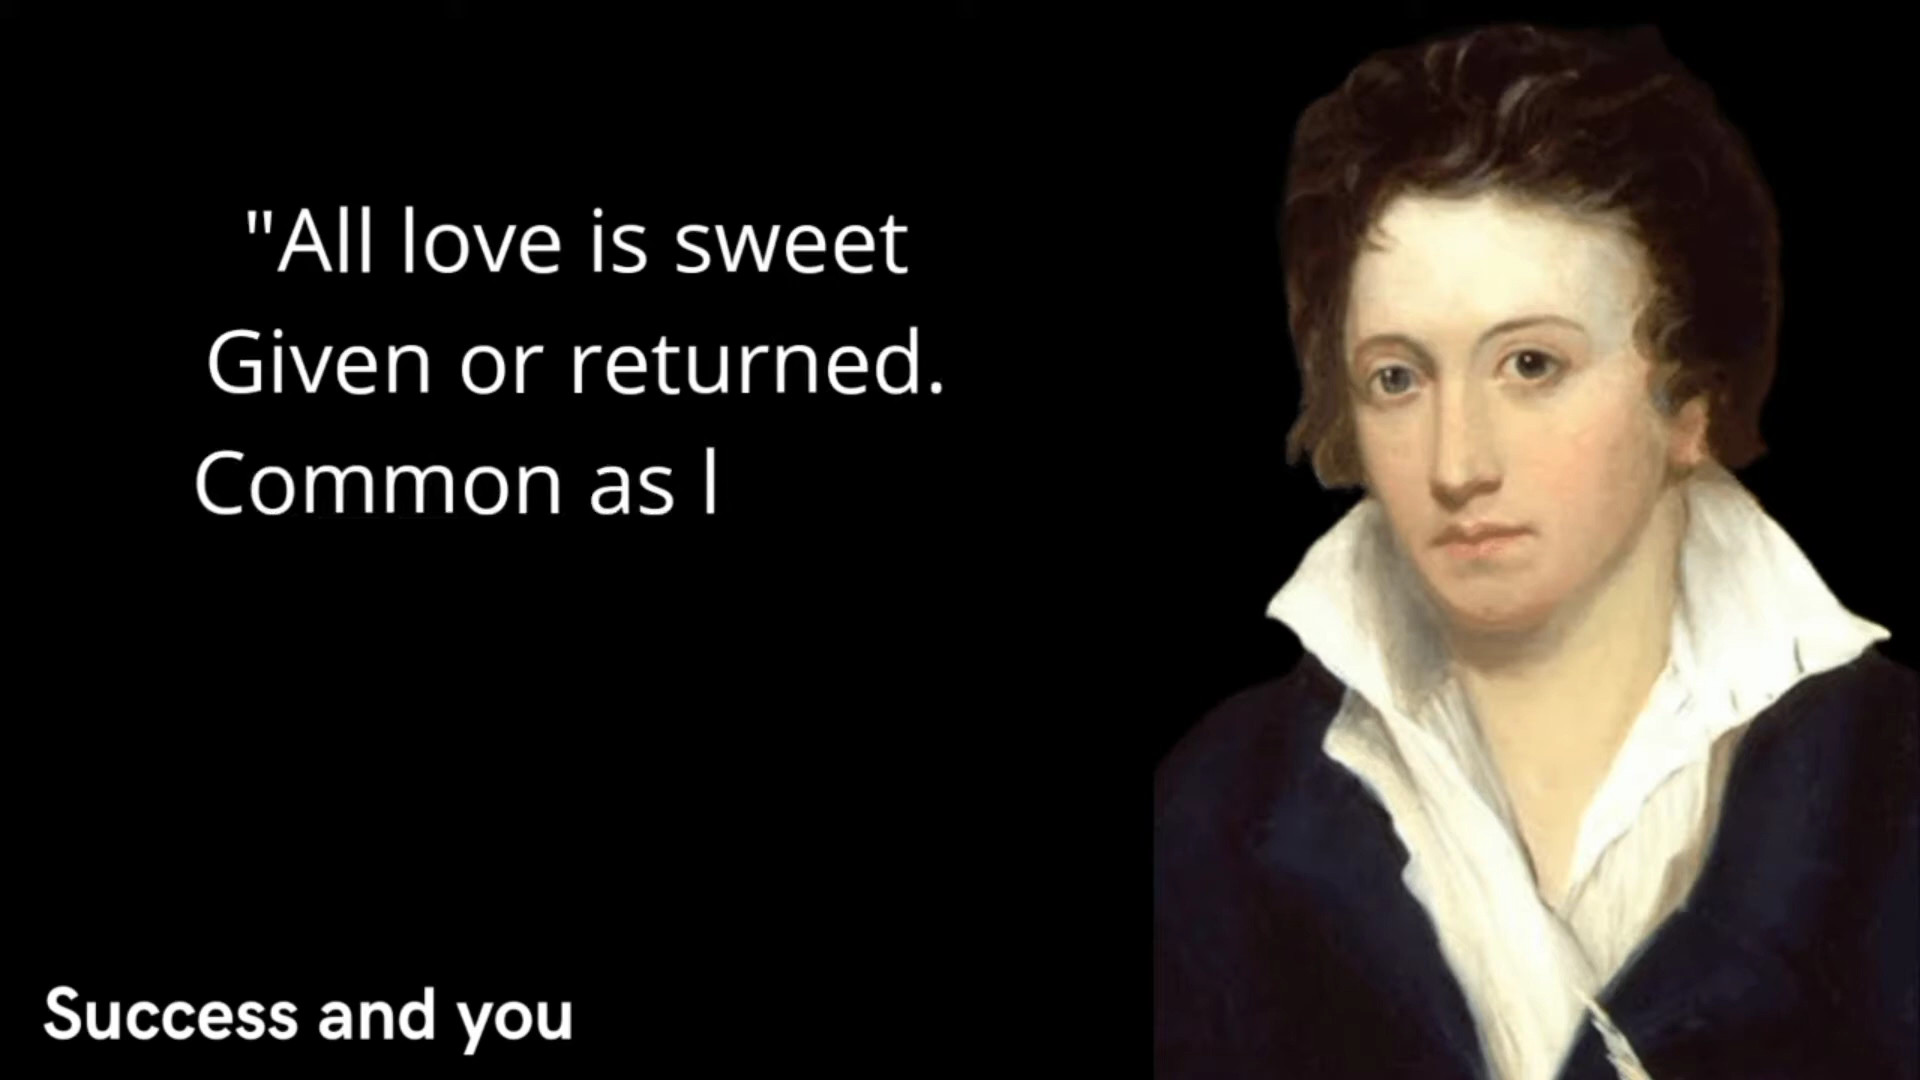 "All love is sweet
Given or returned.
Common as l
Success and you